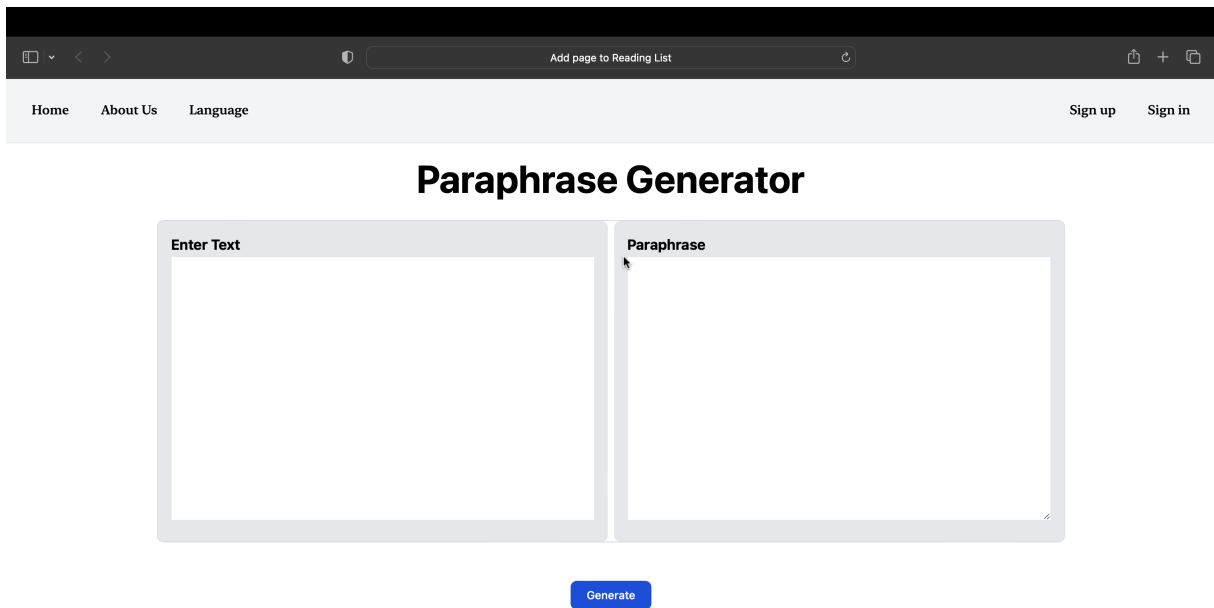 Add page to Reading List
Home About Us Language Sign up Sign in
Paraphrase Generator
Enter Text Paraphrase
Generate